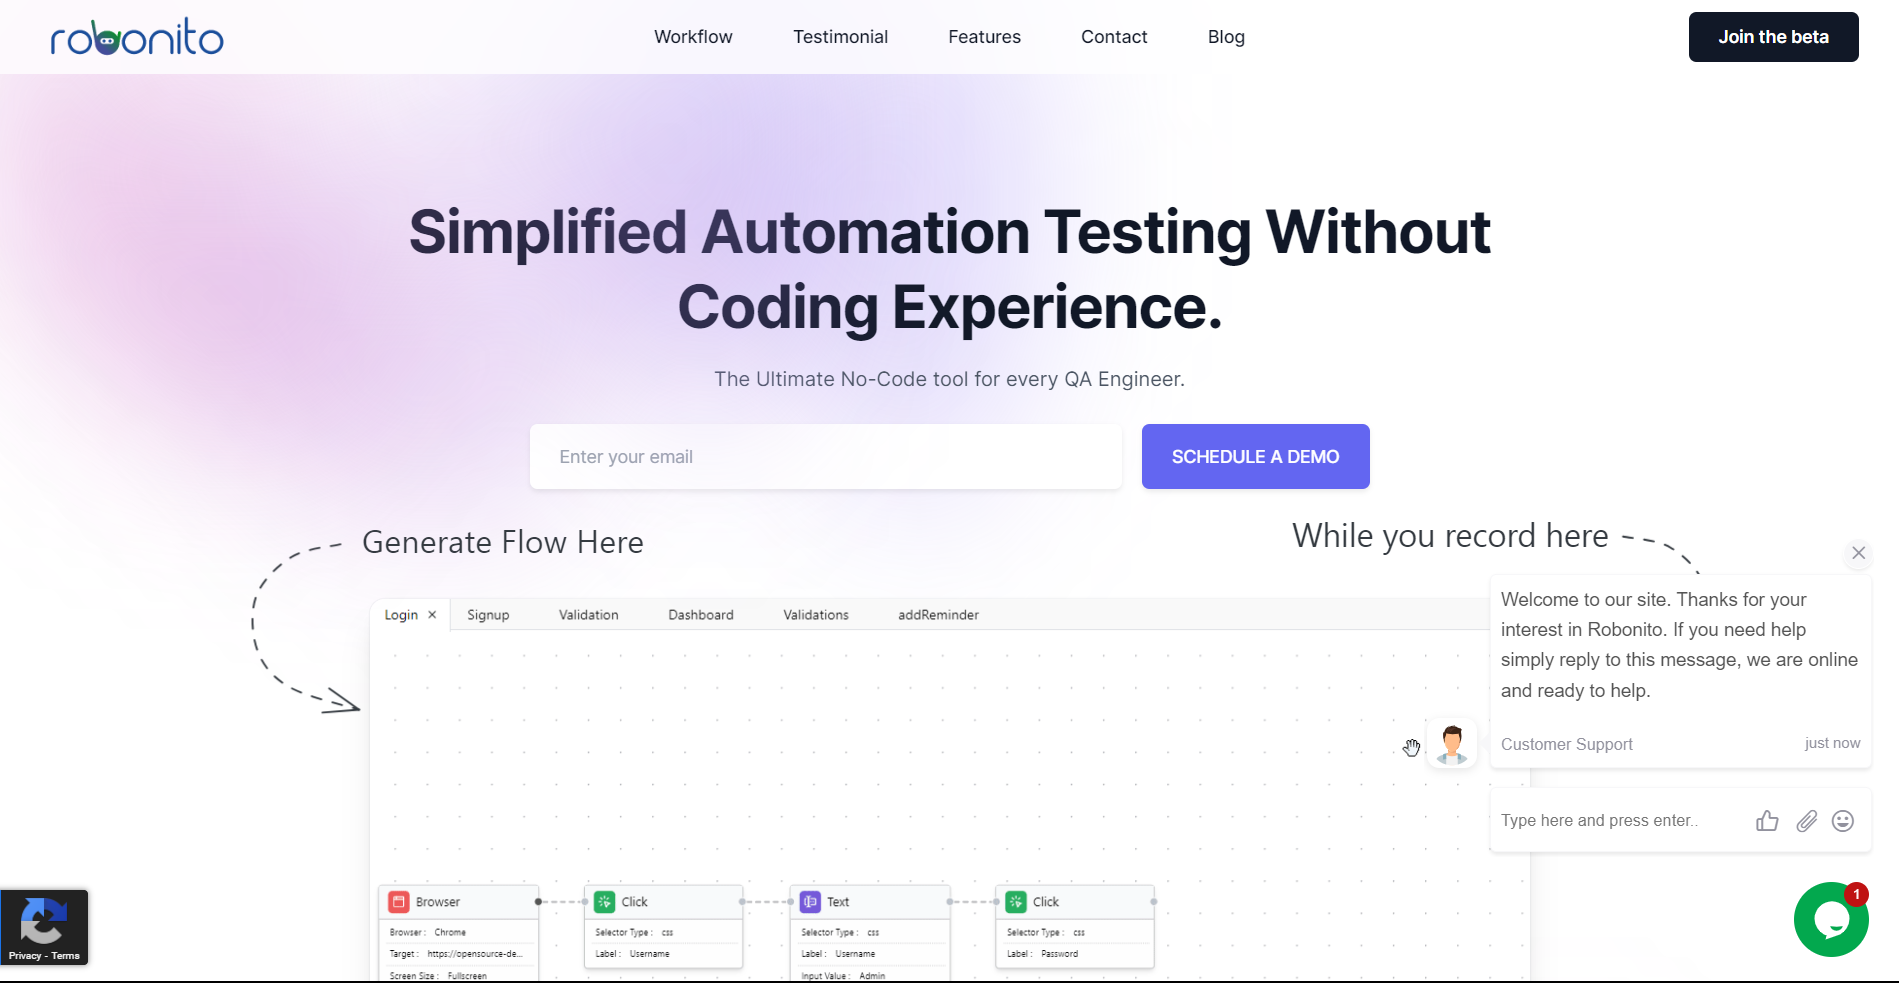 robonito
Workflow
Testimonial
Features
Contact
Blog
Join the beta
Simplified Automation Testing Without
Coding Experience.
The Ultimate No-Code tool for every QA Engineer.
Enter your email
SCHEDULE A DEMO
Generate Flow Here
While you record here
Login
Signup
Validation
Dashboard
Validations
addReminder
Welcome to our site. Thanks for your
interest in Robonito. If you need help
simply reply to this message, we are online
and ready to help.
Customer Support
just now
Type here and press enter..
Browser
Browser : Chrome
Target : https://opensource-de...
Screen Size : Fullscreen
Click
Selector Type : css
Label : Username
Text
Selector Type : css
Label : Username
Input Value : Admin
Click
Selector Type : css
Label : Password
Privacy - Terms
1